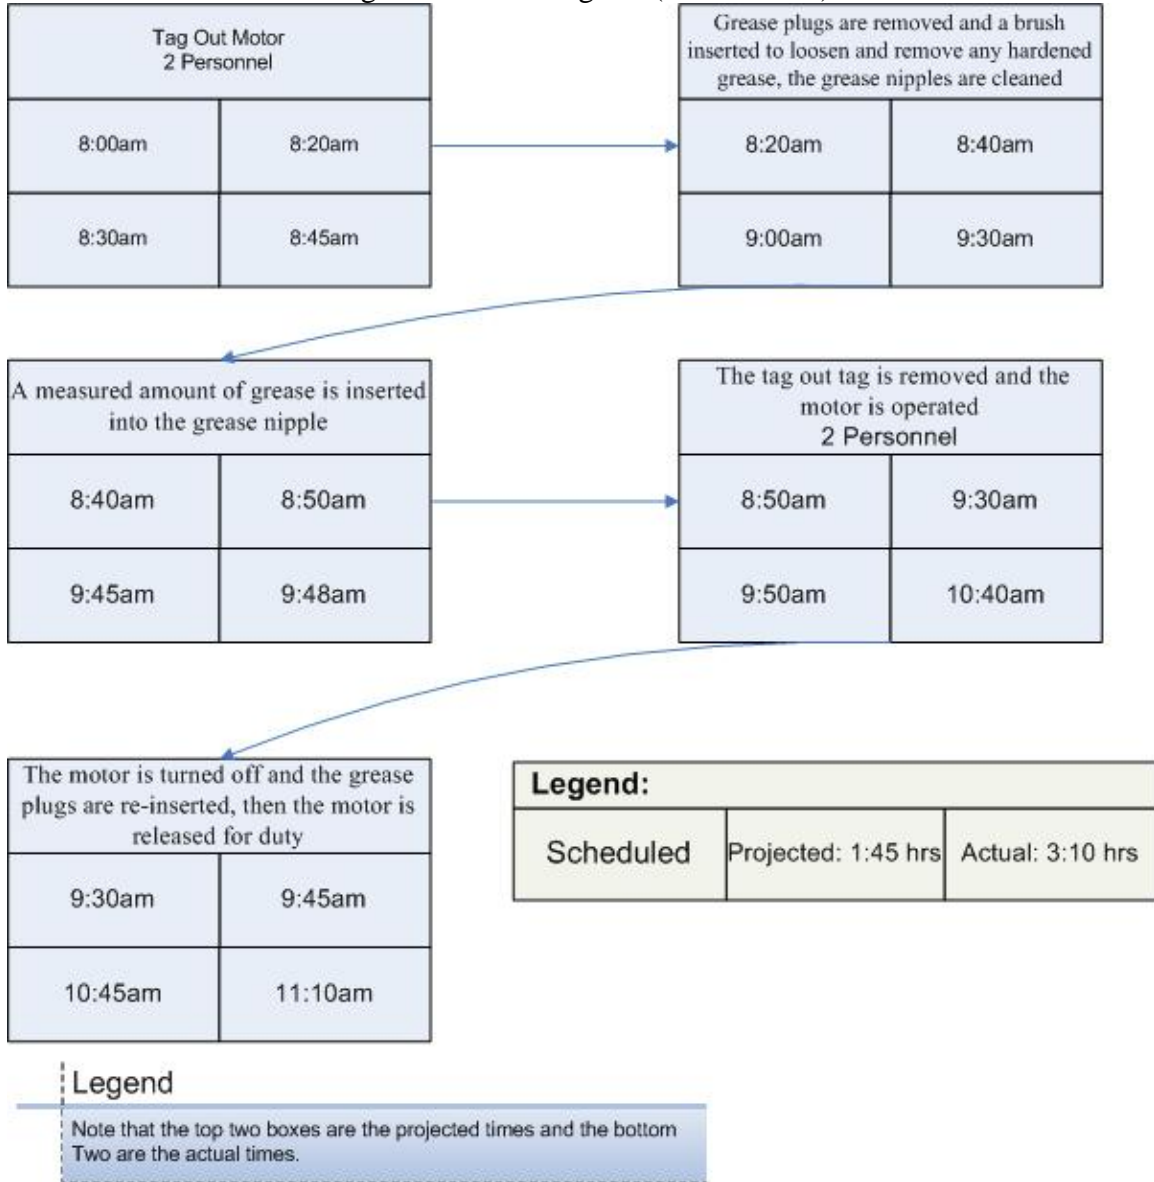 Tag Out Motor
2 Personnel
8:00am 8:20am
8:30am 8:45am
Grease plugs are removed and a brush
inserted to loosen and remove any hardened
grease, the grease nipples are cleaned
8:20am 8:40am
9:00am 9:30am
A measured amount of grease is inserted
into the grease nipple
8:40am 8:50am
9:45am 9:48am
The tag out tag is removed and the
motor is operated
2 Personnel
8:50am 9:30am
9:50am 10:40am
The motor is turned off and the grease
plugs are re-inserted, then the motor is
released for duty
9:30am 9:45am
10:45am 11:10am
Legend:
Scheduled Projected: 1:45 hrs Actual: 3:10 hrs
Legend
Note that the top two boxes are the projected times and the bottom
Two are the actual times.